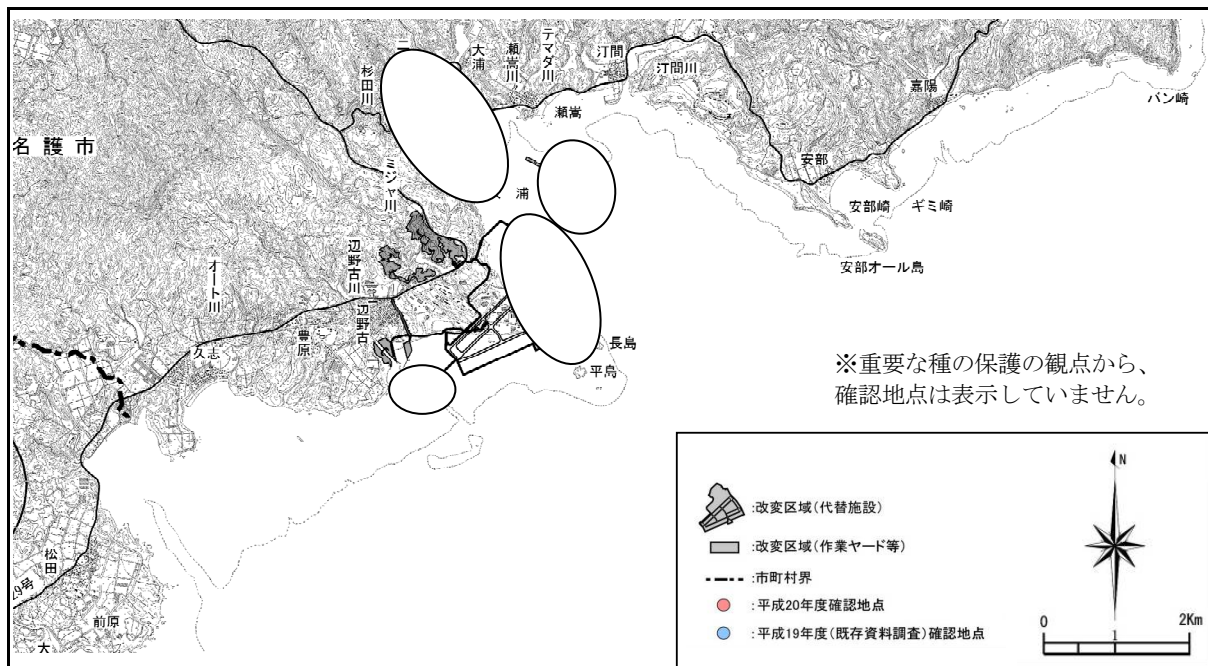 二
大浦
瀬嵩川
テマダ川
汀間
汀間川
嘉陽
バン崎
杉田川
瀬嵩
名護市
安部
ミジャ川
浦
安部崎
ギミ崎
安部オール島
辺野古川
オート川
辺野古
豊原
久志
長島
平島
※重要な種の保護の観点から、
確認地点は表示していません。
松田
29号
前原
大
N
:改変区域(代替施設)
:改変区域(作業ヤード等)
:市町村界
:平成20年度確認地点
:平成19年度(既存資料調査)確認地点
0 1 2Km